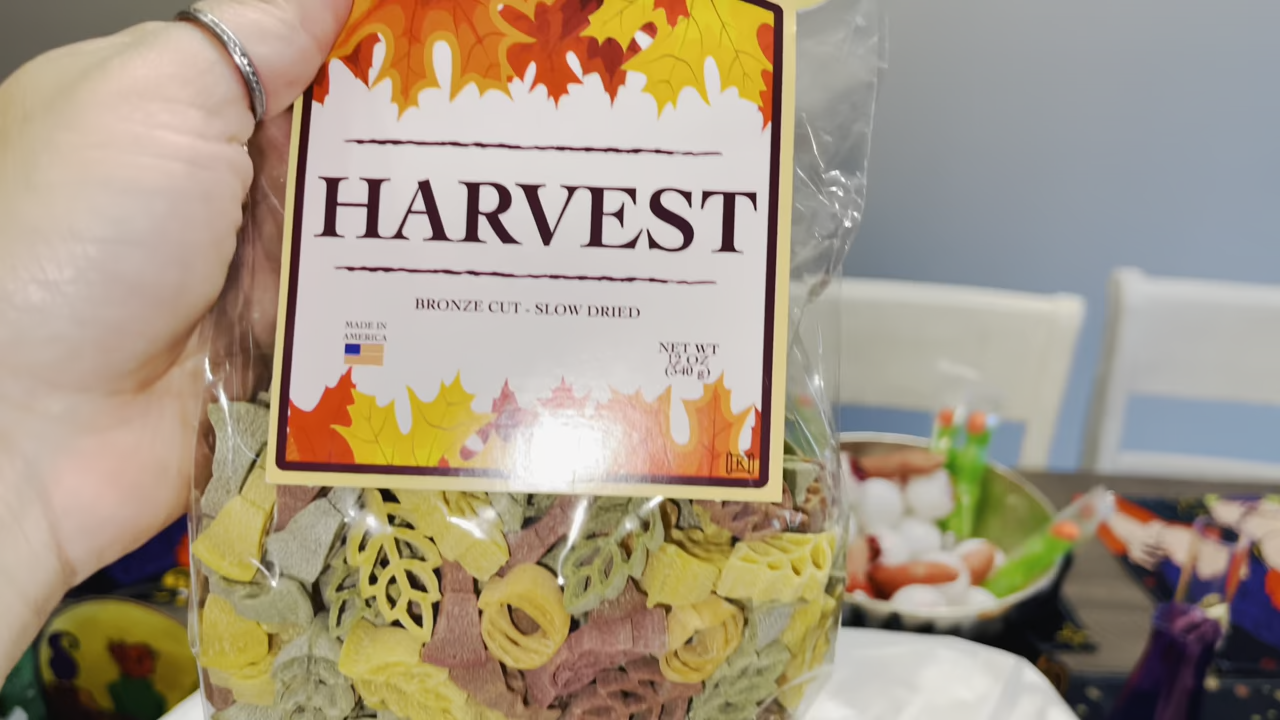 HARVEST
BRONZE CUT - SLOW DRIED
MADE IN
AMERICA
NET WT
12 OZ
(340 g)
K